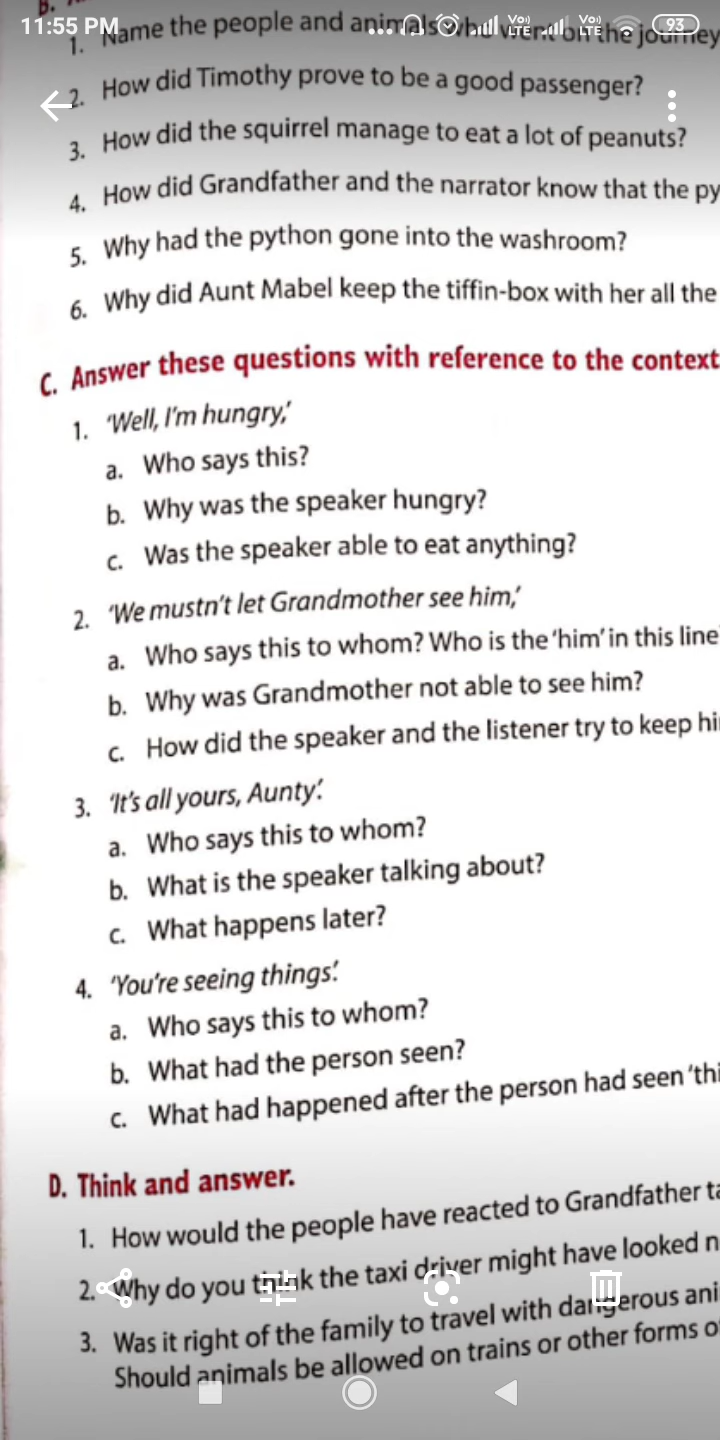 B.
11:55 PM ... Vo) LTE Vo) LTE 93
1. Name the people and animals who went on the journey
2. How did Timothy prove to be a good passenger?
3. How did the squirrel manage to eat a lot of peanuts?
4. How did Grandfather and the narrator know that the py
5. Why had the python gone into the washroom?
6. Why did Aunt Mabel keep the tiffin-box with her all the
C. Answer these questions with reference to the context
1. 'Well, I'm hungry,'
a. Who says this?
b. Why was the speaker hungry?
c. Was the speaker able to eat anything?
2. 'We mustn't let Grandmother see him,'
a. Who says this to whom? Who is the 'him' in this line
b. Why was Grandmother not able to see him?
c. How did the speaker and the listener try to keep hi
3. 'It's all yours, Aunty'.
a. Who says this to whom?
b. What is the speaker talking about?
c. What happens later?
4. 'You're seeing things'.
a. Who says this to whom?
b. What had the person seen?
c. What had happened after the person had seen 'thi
D. Think and answer.
1. How would the people have reacted to Grandfather ta
2. Why do you think the taxi driver might have looked n
3. Was it right of the family to travel with dangerous ani
Should animals be allowed on trains or other forms o